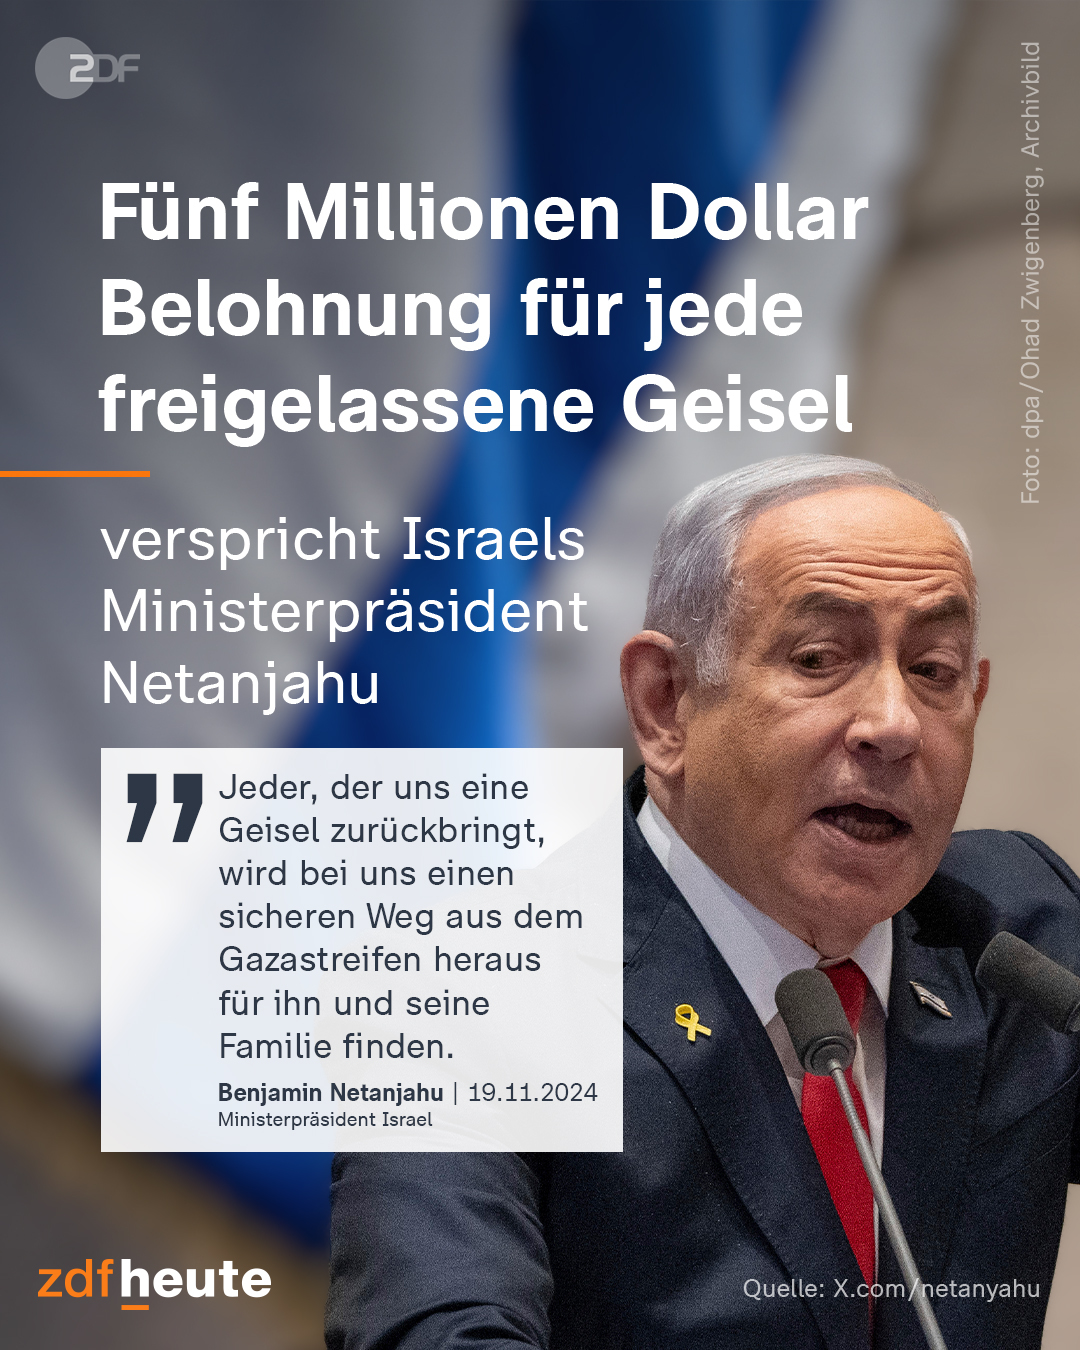 ZDF
Foto: dpa/Ohad Zwigenberg, Archivbild
Fünf Millionen Dollar
Belohnung für jede
freigelassene Geisel
verspricht Israels
Ministerpräsident
Netanjahu
” Jeder, der uns eine
Geisel zurückbringt,
wird bei uns einen
sicheren Weg aus dem
Gazastreifen heraus
für ihn und seine
Familie finden.
Benjamin Netanjahu | 19.11.2024
Ministerpräsident Israel
zdfheute
Quelle: X.com/netanyahu